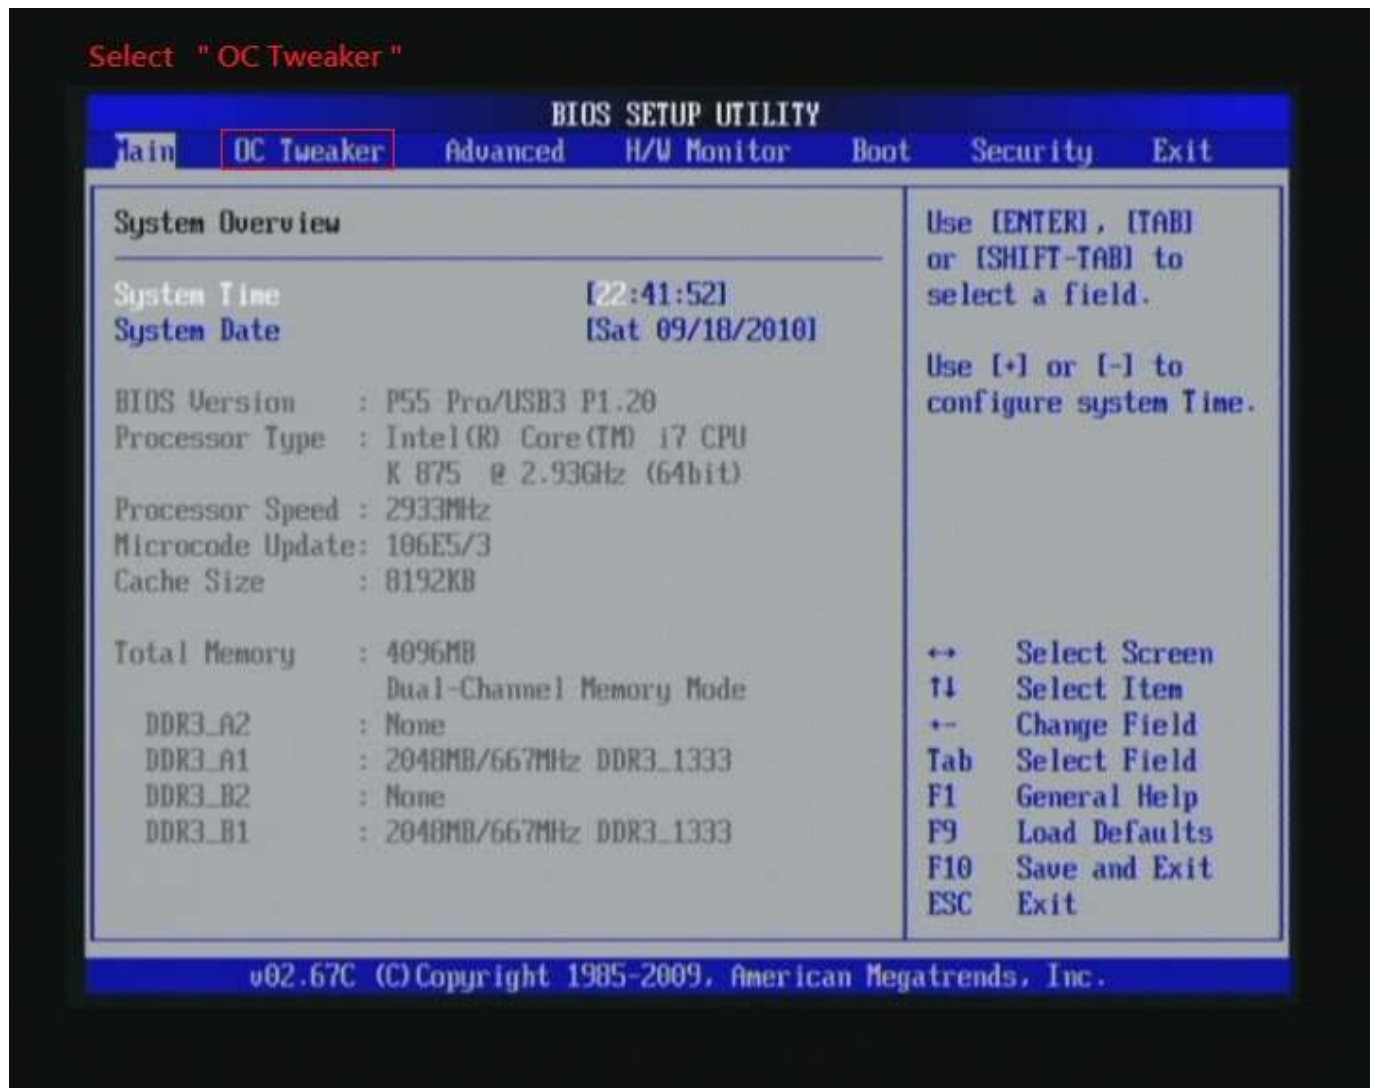 Select " OC Tweaker "
BIOS SETUP UTILITY
Main OC Tweaker Advanced H/W Monitor Boot Security Exit
System Overview
System Time [22:41:52]
System Date [Sat 09/18/2010]
BIOS Version : P55 Pro/USB3 P1.20
Processor Type : Intel(R) Core(TM) i7 CPU
K 875 @ 2.93GHz (64bit)
Processor Speed : 2933MHz
Microcode Update: 106E5/3
Cache Size : 8192KB
Total Memory : 4096MB
Dual-Channel Memory Mode
DDR3_A2 : None
DDR3_A1 : 2048MB/667MHz DDR3_1333
DDR3_B2 : None
DDR3_B1 : 2048MB/667MHz DDR3_1333
Use [ENTER], [TAB]
or [SHIFT-TAB] to
select a field.
Use [+] or [-] to
configure system Time.
↔ Select Screen
↑↓ Select Item
+- Change Field
Tab Select Field
F1 General Help
F9 Load Defaults
F10 Save and Exit
ESC Exit
v02.67C (C)Copyright 1985-2009, American Megatrends, Inc.